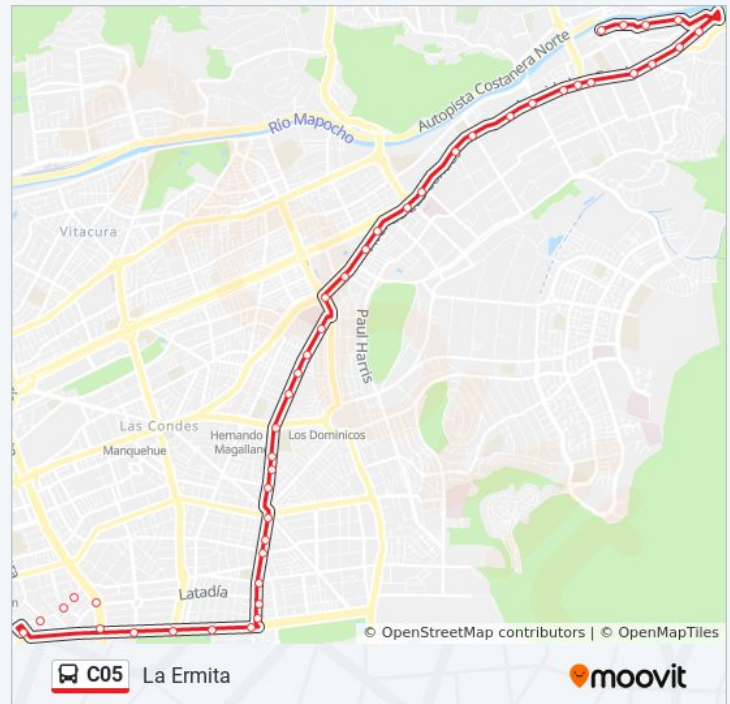 Autopista Costanera Norte
Río Mapocho
Vitacura
Paul Harris
Las Condes
Hernando
Magallan
Los Dominicos
Manquehue
Latadía
© OpenStreetMap contributors | © OpenMapTiles
C05 La Ermita
moovit